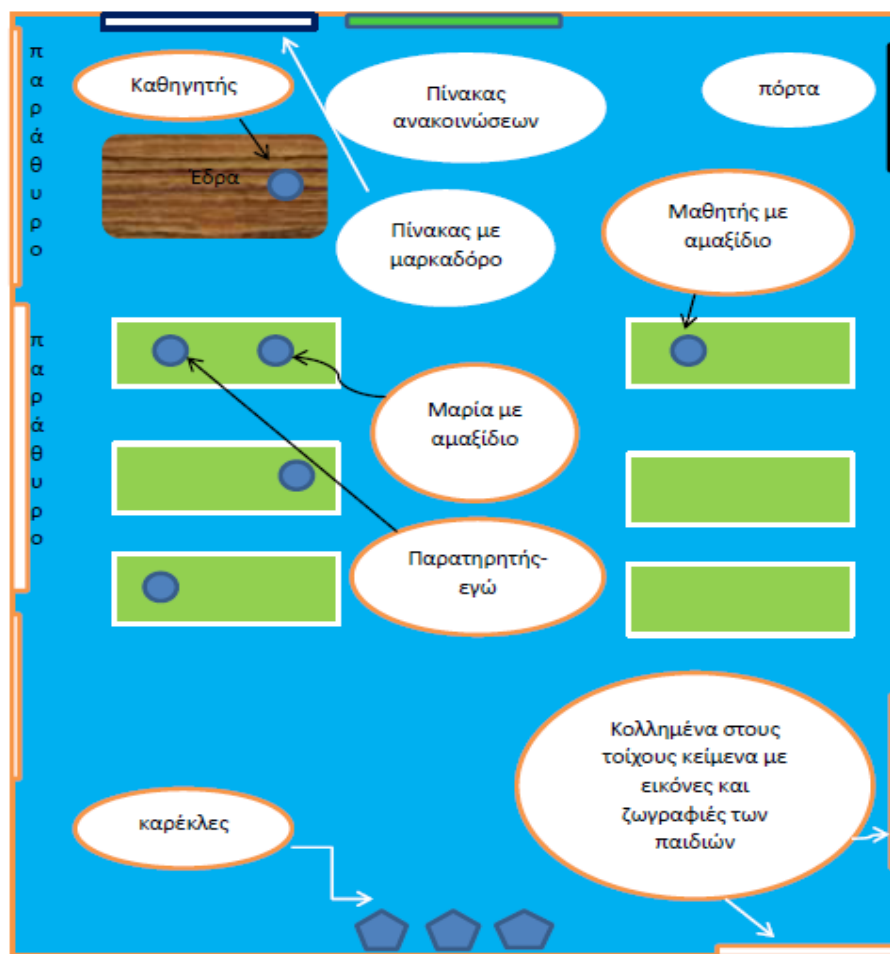 παράθυρο
Καθηγητής
Πίνακας
ανακοινώσεων
πόρτα
Έδρα
Πίνακας με
μαρκαδόρο
Μαθητής με
αμαξίδιο
παράθυρο
Μαρία με
αμαξίδιο
Παρατηρητής-
εγώ
Κολλημένα στους
τοίχους κείμενα με
εικόνες και
ζωγραφιές των
παιδιών
καρέκλες